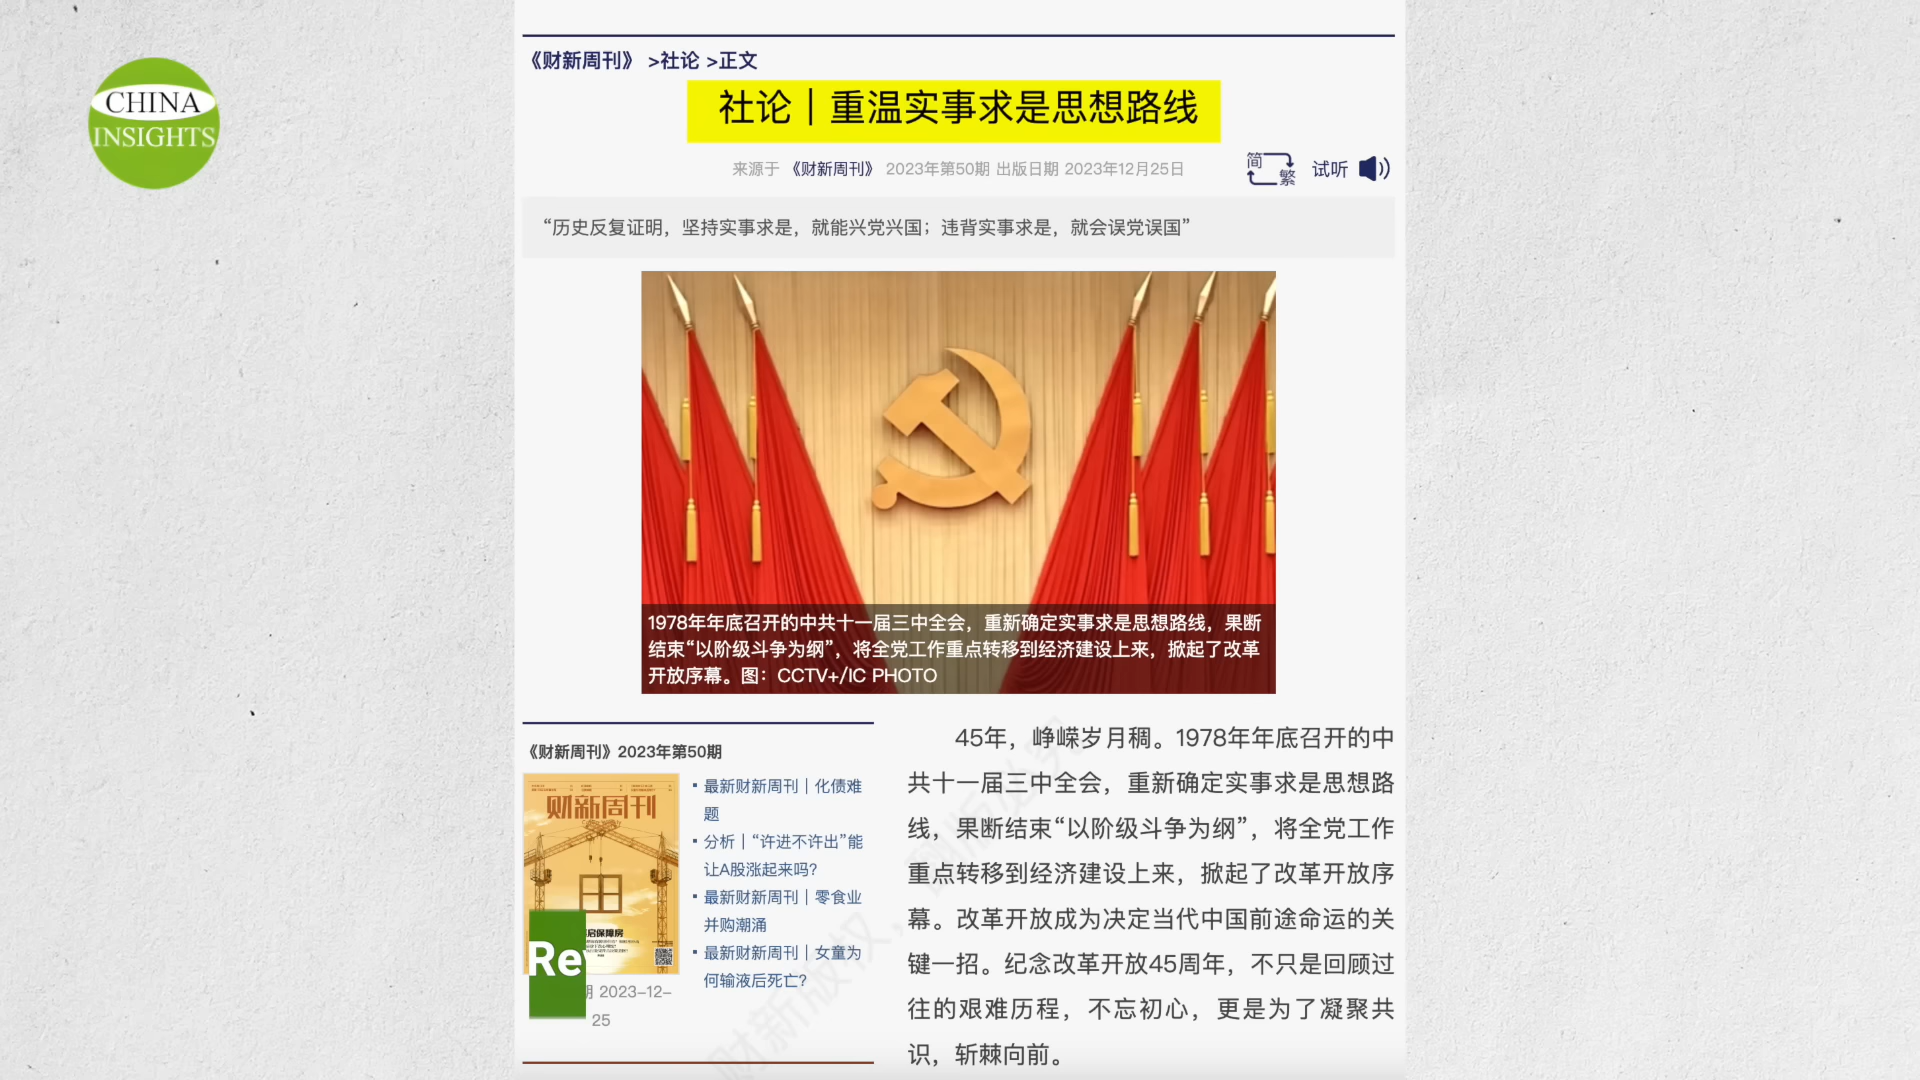 CHINA
INSIGHTS
《财新周刊》 >社论 >正文
社论｜重温实事求是思想路线
来源于 《财新周刊》 2023年第50期 出版日期 2023年12月25日
简
繁
试听
“历史反复证明，坚持实事求是，就能兴党兴国；违背实事求是，就会误党误国”
1978年年底召开的中共十一届三中全会，重新确定实事求是思想路线，果断
结束“以阶级斗争为纲”，将全党工作重点转移到经济建设上来，掀起了改革
开放序幕。图：CCTV+/IC PHOTO
《财新周刊》2023年第50期
财新周刊
启保障房
Re
期 2023-12-
25
▪ 最新财新周刊｜化债难
题
▪ 分析｜“许进不许出”能
让A股涨起来吗?
▪ 最新财新周刊｜零食业
并购潮涌
▪ 最新财新周刊｜女童为
何输液后死亡?
45年，峥嵘岁月稠。1978年年底召开的中
共十一届三中全会，重新确定实事求是思想路
线，果断结束“以阶级斗争为纲”，将全党工作
重点转移到经济建设上来，掀起了改革开放序
幕。改革开放成为决定当代中国前途命运的关
键一招。纪念改革开放45周年，不只是回顾过
往的艰难历程，不忘初心，更是为了凝聚共
识，斩棘向前。